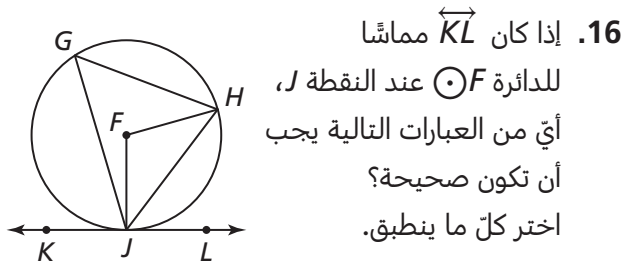 16. إذا كان KL مماسًّا
للدائرة F⊙ عند النقطة J،
أيّ من العبارات التالية يجب
أن تكون صحيحة؟
اختر كلّ ما ينطبق.
G
H
F
K
J
L